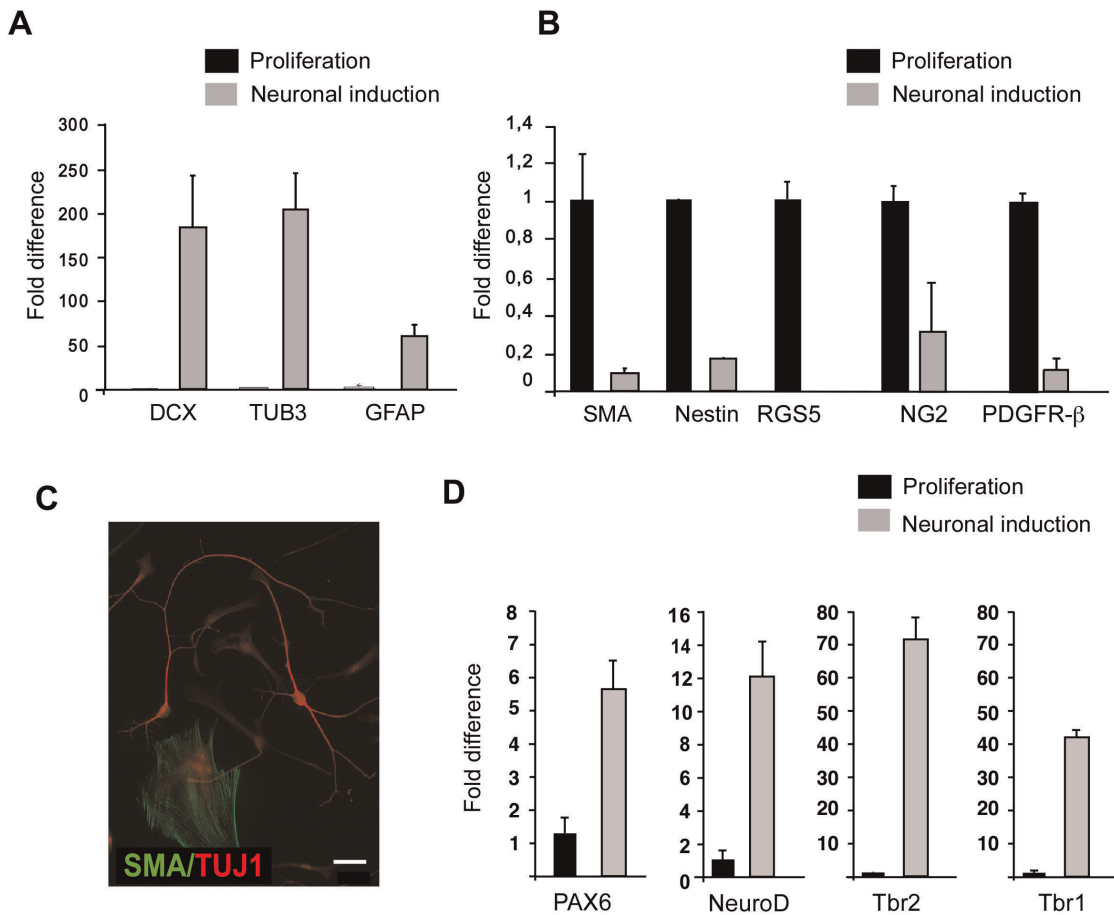 A
Proliferation
Neuronal induction
Fold difference
300
250
200
150
100
50
0
DCX TUB3 GFAP
B
Proliferation
Neuronal induction
Fold difference
1,4
1,2
1
0,8
0,6
0,4
0,2
0
SMA Nestin RGS5 NG2 PDGFR-β
C
SMA/TUJ1
D
Proliferation
Neuronal induction
Fold difference
8
7
6
5
4
3
2
1
PAX6
16
14
12
10
8
6
4
2
0
NeuroD
80
70
60
50
40
30
20
10
0
Tbr2
80
70
60
50
40
30
20
10
0
Tbr1